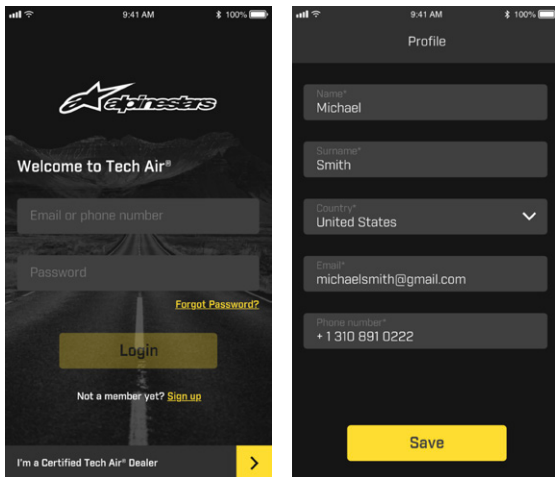 9:41 AM
100%
alpinestars
Welcome to Tech Air®
Email or phone number
Password
Forgot Password?
Login
Not a member yet? Sign up
I'm a Certified Tech Air® Dealer
9:41 AM
100%
Profile
Name*
Michael
Surname*
Smith
Country*
United States
Email*
michaelsmith@gmail.com
Phone number*
+ 1 310 891 0222
Save